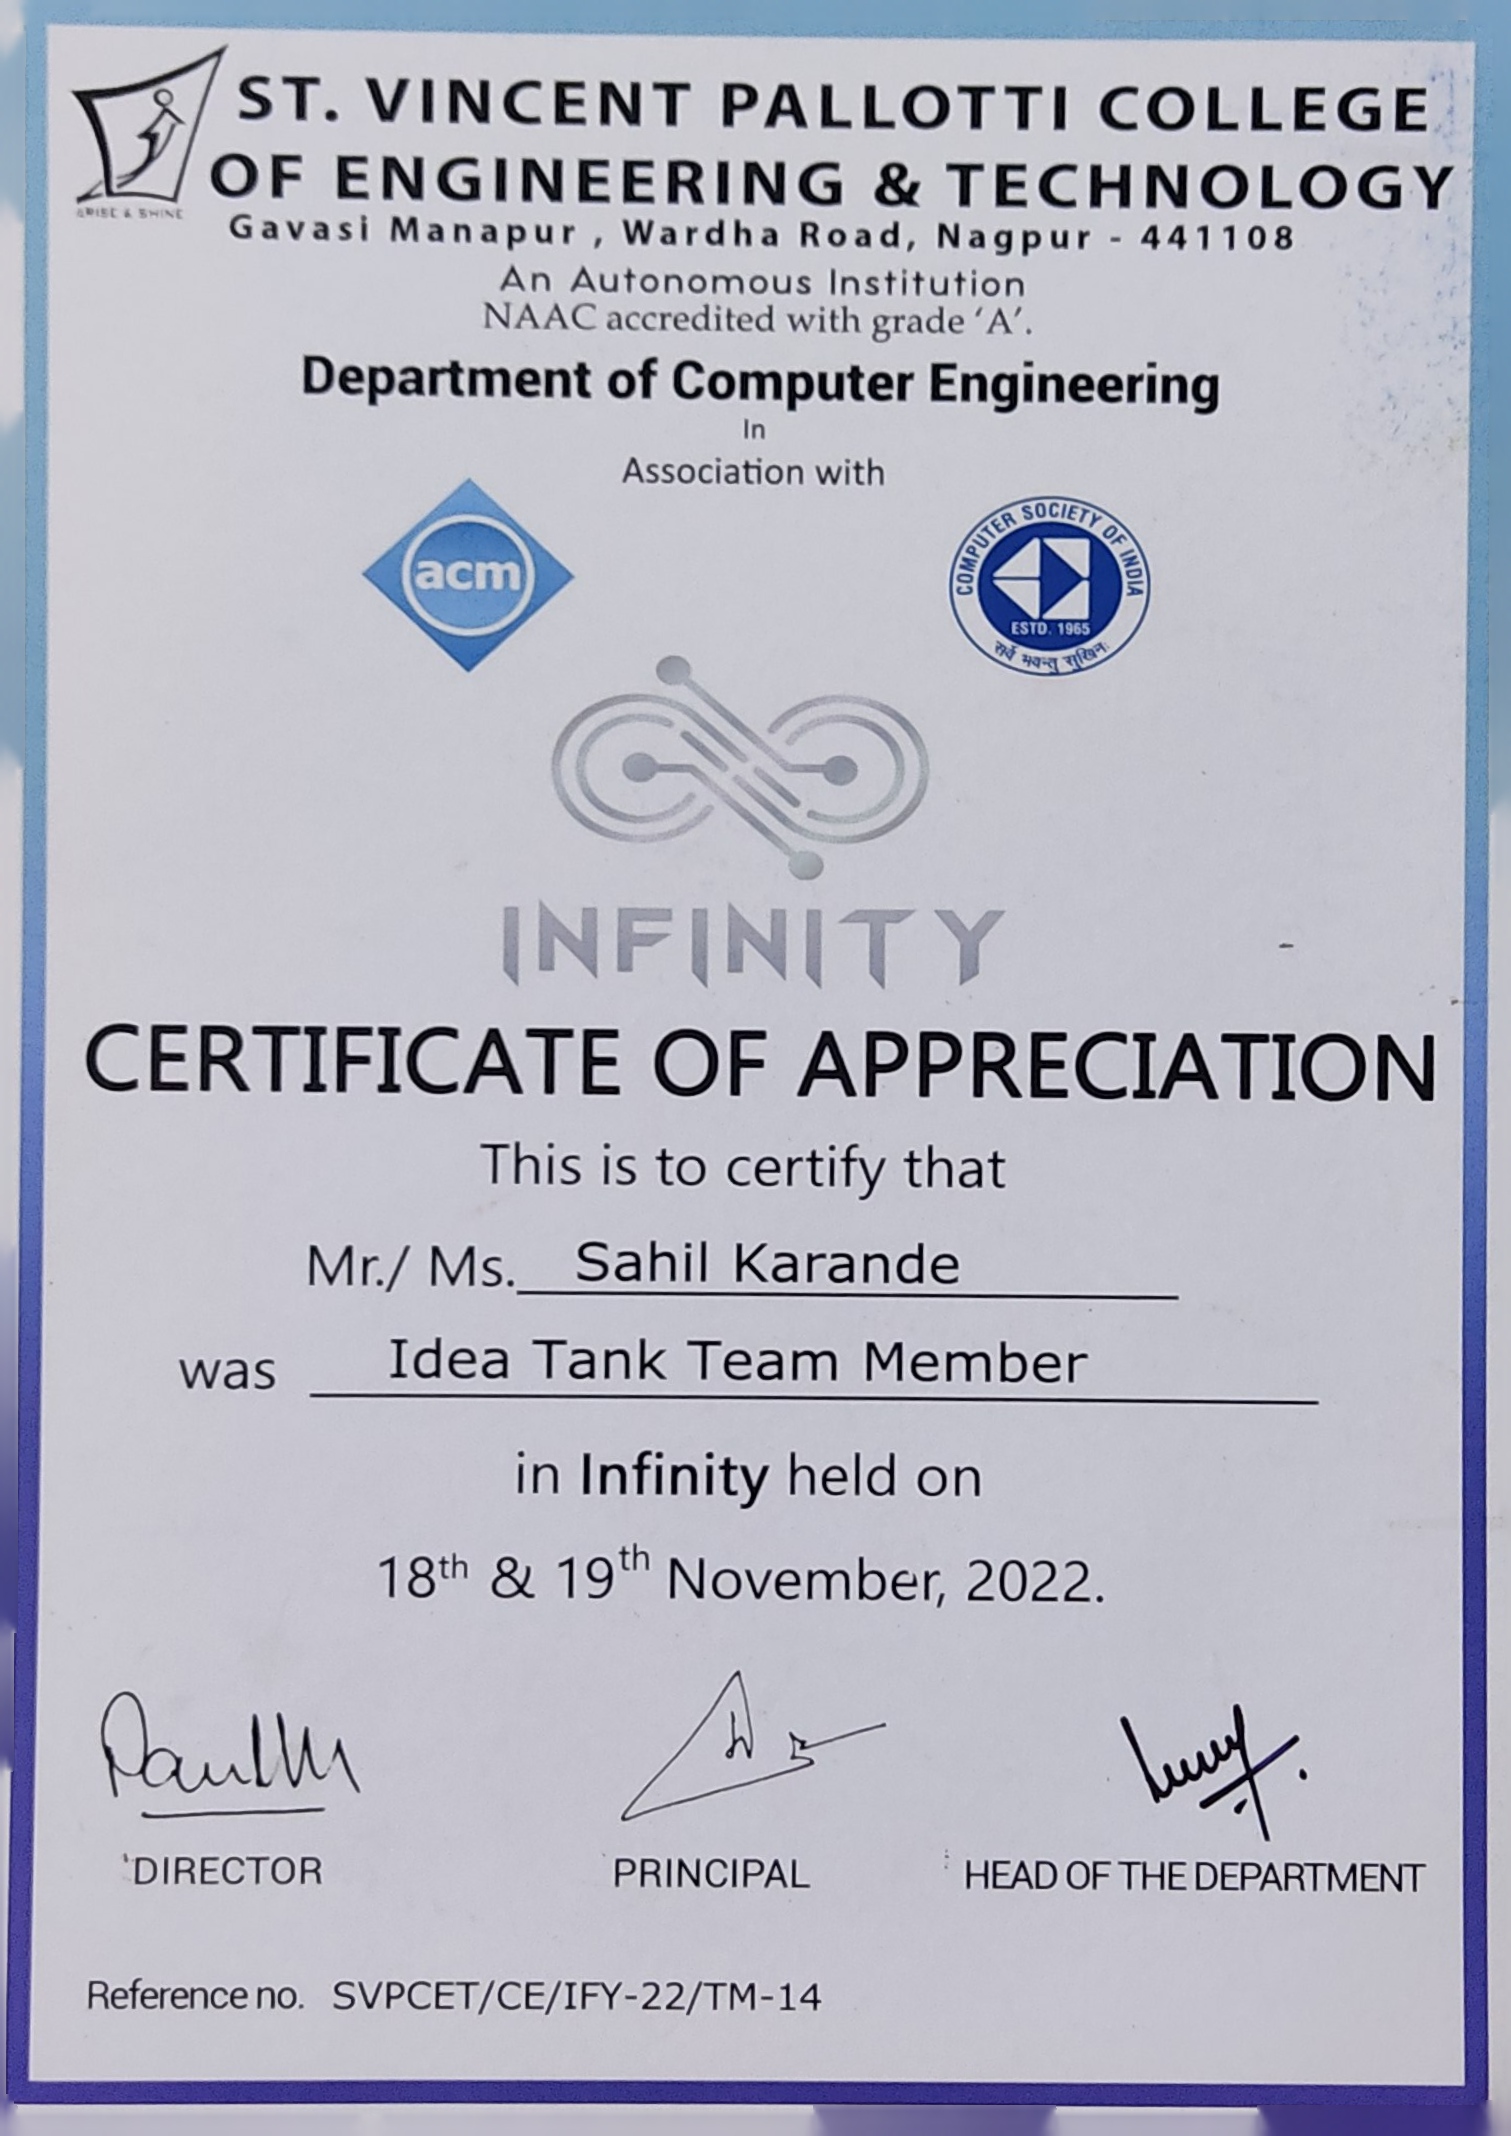 ST. VINCENT PALLOTTI COLLEGE
OF ENGINEERING & TECHNOLOGY
ARISE & SHINE
Gavasi Manapur , Wardha Road, Nagpur - 441108
An Autonomous Institution
NAAC accredited with grade ‘A’.
Department of Computer Engineering
In
Association with
acm
COMPUTER SOCIETY OF INDIA
ESTD. 1965
सर्वे भवन्तु सुखिनः
INFINITY
CERTIFICATE OF APPRECIATION
This is to certify that
Mr./ Ms. Sahil Karande
was Idea Tank Team Member
in Infinity held on
18th & 19th November, 2022.
DIRECTOR
PRINCIPAL
HEAD OF THE DEPARTMENT
Reference no. SVPCET/CE/IFY-22/TM-14